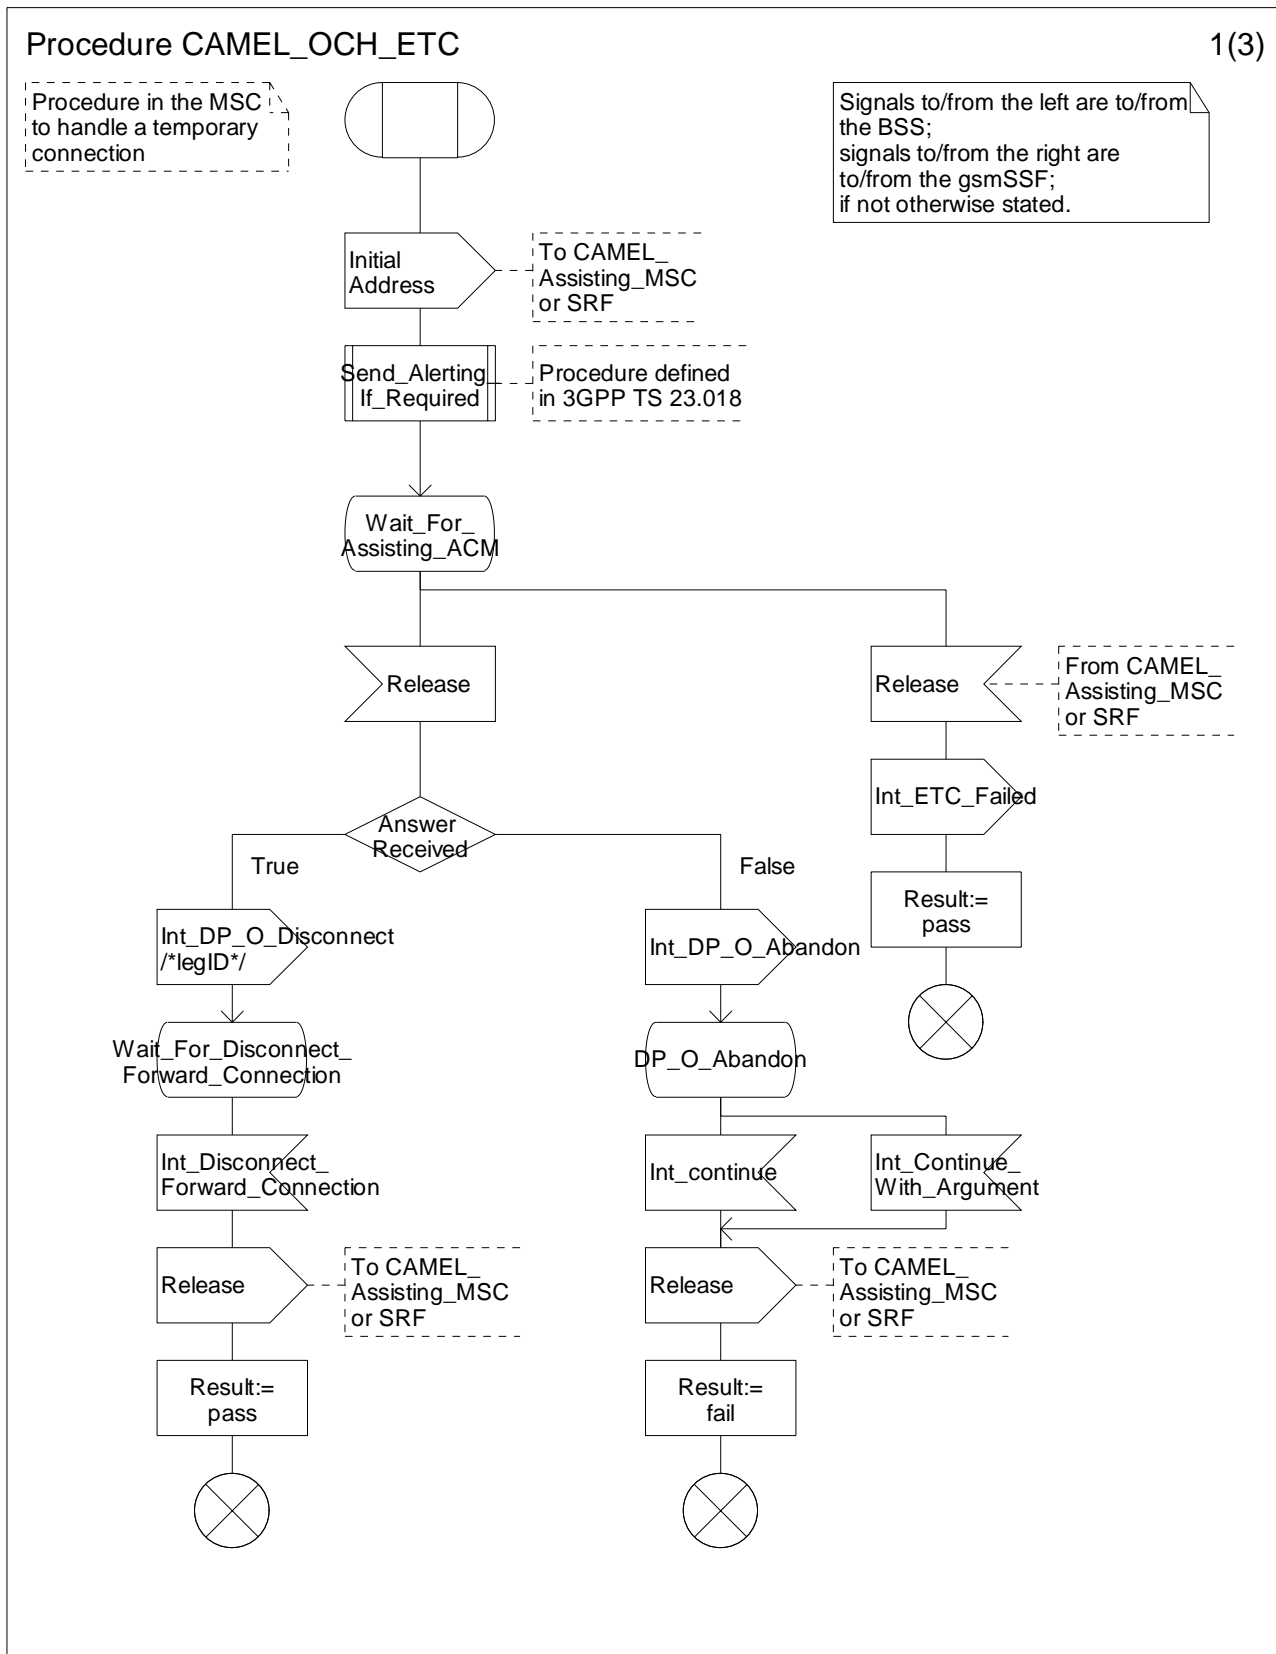 Procedure CAMEL_OCH_ETC
1(3)
Procedure in the MSC
to handle a temporary
connection
Signals to/from the left are to/from
the BSS;
signals to/from the right are
to/from the gsmSSF;
if not otherwise stated.
Initial
Address
To CAMEL_
Assisting_MSC
or SRF
Send_Alerting_
If_Required
Procedure defined
in 3GPP TS 23.018
Wait_For_
Assisting_ACM
Release
Release
From CAMEL_
Assisting_MSC
or SRF
Int_ETC_Failed
Answer
Received
True
False
Result:=
pass
Int_DP_O_Disconnect
/*legID*/
Int_DP_O_Abandon
Wait_For_Disconnect_
Forward_Connection
DP_O_Abandon
Int_Disconnect_
Forward_Connection
Int_continue
Int_Continue_
With_Argument
Release
To CAMEL_
Assisting_MSC
or SRF
Release
To CAMEL_
Assisting_MSC
or SRF
Result:=
pass
Result:=
fail